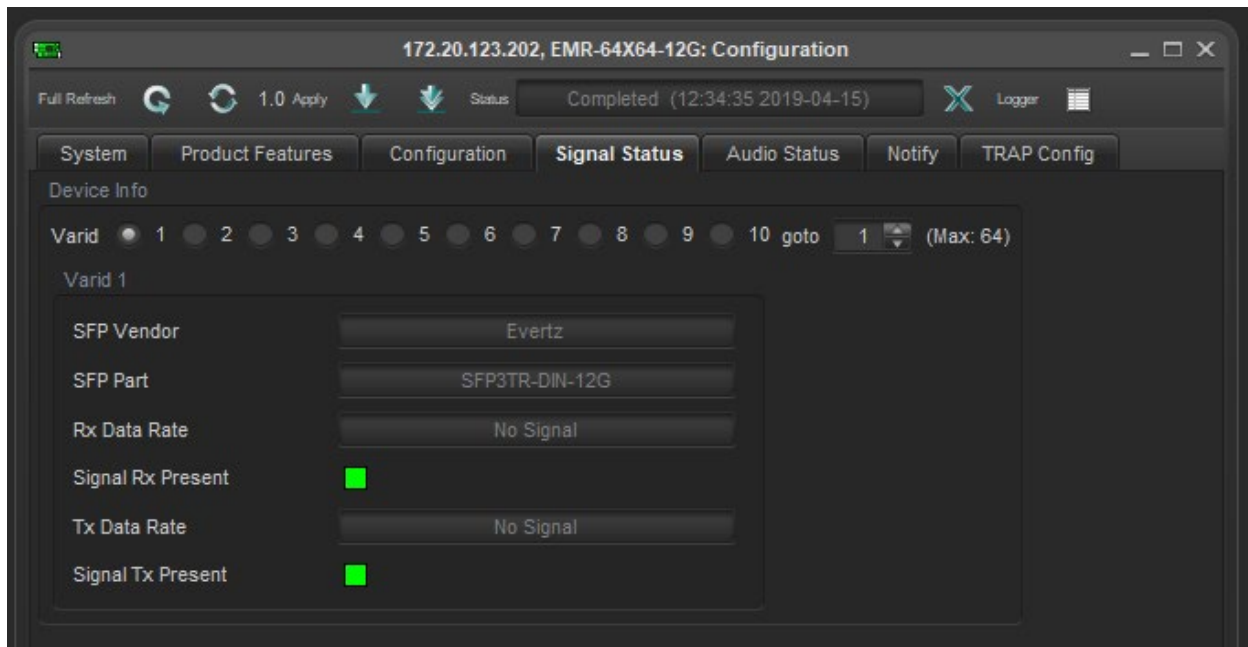 172.20.123.202, EMR-64X64-12G: Configuration
Full Refresh 1.0 Apply Status Completed (12:34:35 2019-04-15) Logger
System Product Features Configuration Signal Status Audio Status Notify TRAP Config
Device Info
Varid 1 2 3 4 5 6 7 8 9 10 goto 1 (Max: 64)
Varid 1
SFP Vendor Evertz
SFP Part SFP3TR-DIN-12G
Rx Data Rate No Signal
Signal Rx Present
Tx Data Rate No Signal
Signal Tx Present